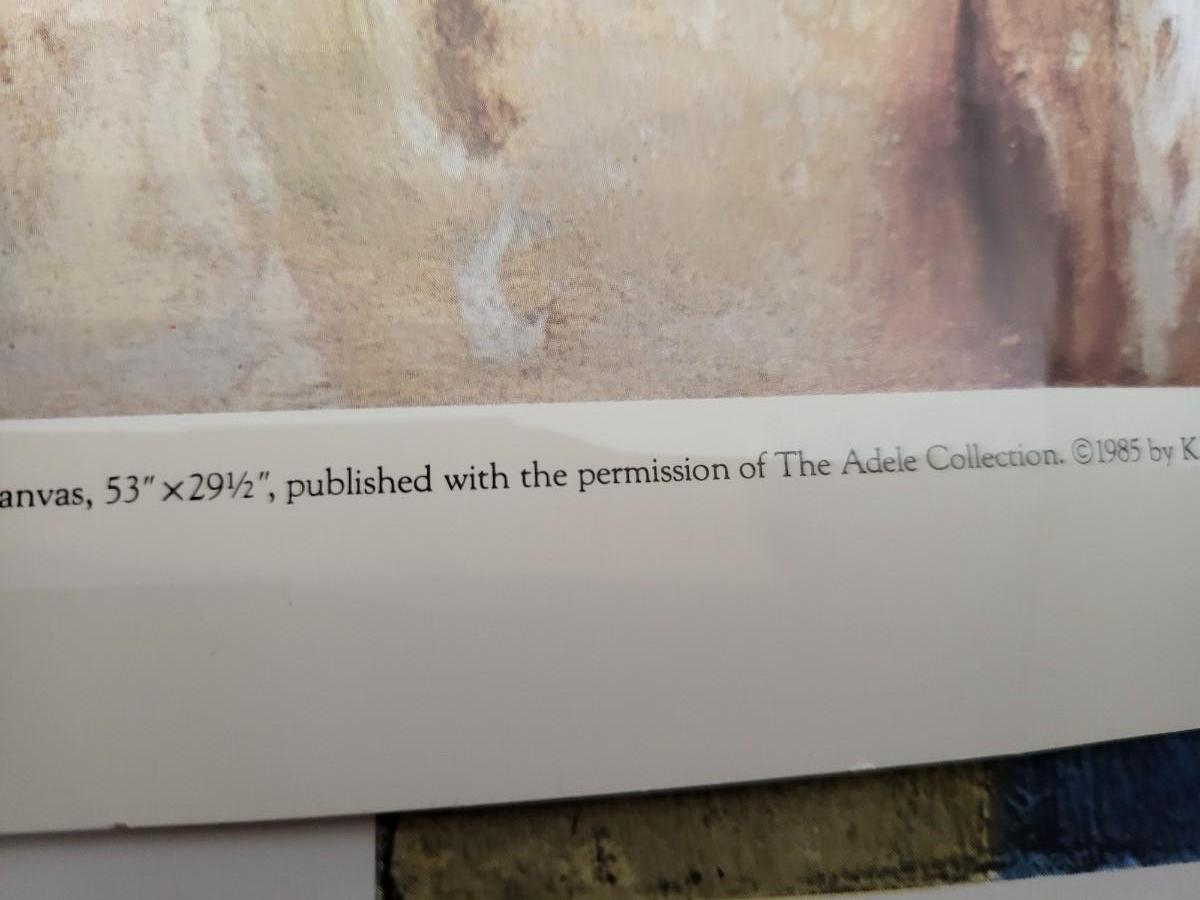 anvas, 53" ×29½", published with the permission of The Adele Collection. ©1985 by K